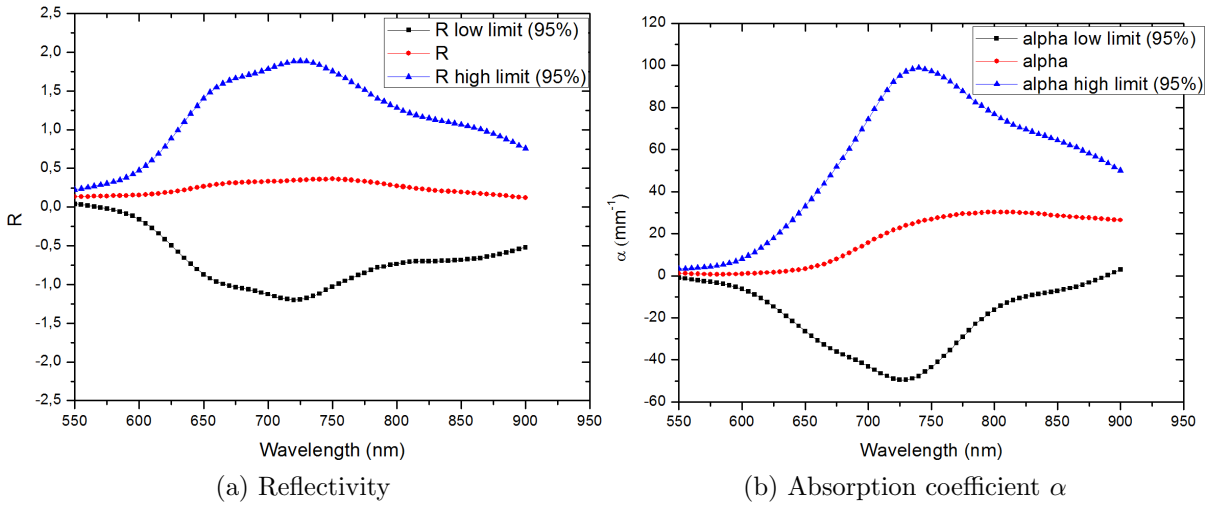 2,5
2,0
1,5
1,0
0,5
0,0
-0,5
-1,0
-1,5
-2,0
-2,5
R
550 600 650 700 750 800 850 900 950
Wavelength (nm)
R low limit (95%)
R
R high limit (95%)
(a) Reflectivity
120
100
80
60
40
20
0
-20
-40
-60
α (mm⁻¹)
550 600 650 700 750 800 850 900 950
Wavelength (nm)
alpha low limit (95%)
alpha
alpha high limit (95%)
(b) Absorption coefficient α